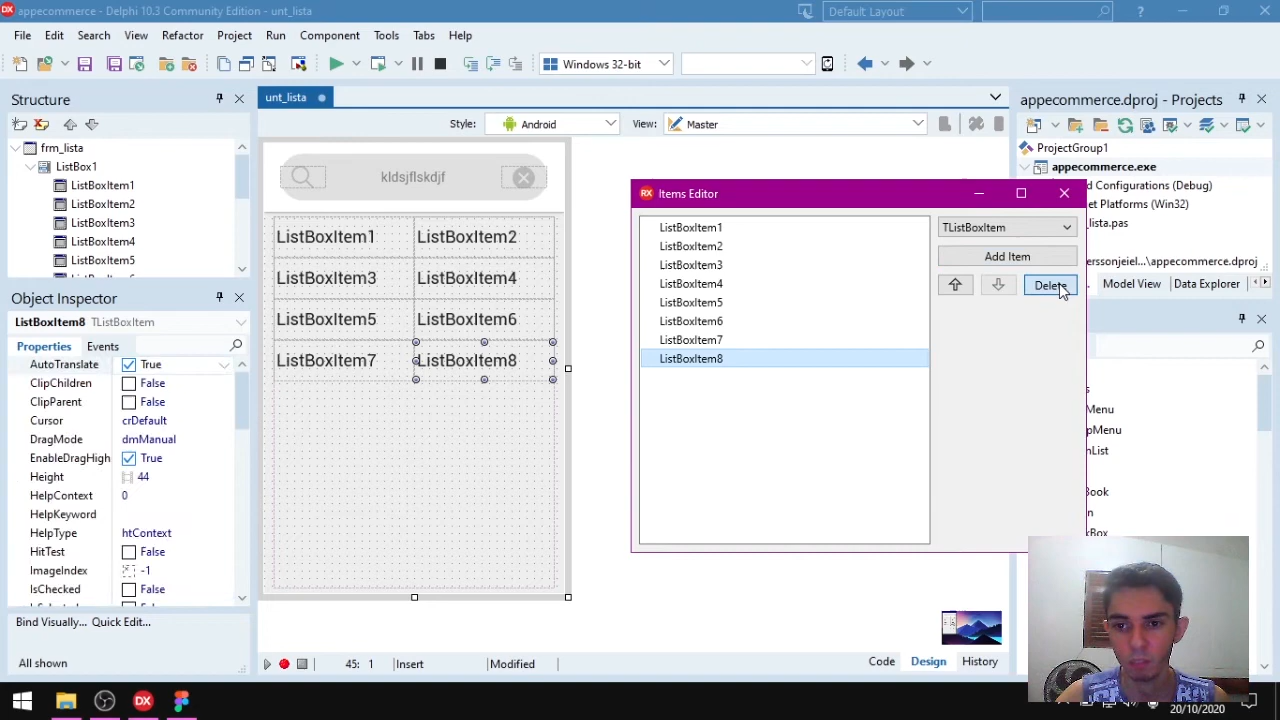 appecommerce - Delphi 10.3 Community Edition - unt_lista
Default Layout
File Edit Search View Refactor Project Run Component Tools Tabs Help
Windows 32-bit
Structure
frm_lista
ListBox1
ListBoxItem1
ListBoxItem2
ListBoxItem3
ListBoxItem4
ListBoxItem5
Object Inspector
ListBoxItem8 TListBoxItem
Properties Events
AutoTranslate True
ClipChildren False
ClipParent False
Cursor crDefault
DragMode dmManual
EnableDragHigh True
Height 44
HelpContext 0
HelpKeyword
HelpType htContext
HitTest False
ImageIndex -1
IsChecked False
Bind Visually... Quick Edit...
All shown
unt_lista
Style: Android View: Master
kldsjflskdjf
ListBoxItem1 ListBoxItem2
ListBoxItem3 ListBoxItem4
ListBoxItem5 ListBoxItem6
ListBoxItem7 ListBoxItem8
45: 1 Insert Modified
Code Design History
Items Editor
ListBoxItem1
ListBoxItem2
ListBoxItem3
ListBoxItem4
ListBoxItem5
ListBoxItem6
ListBoxItem7
ListBoxItem8
TListBoxItem
Add Item
Delete
appecommerce.dproj - Projects
ProjectGroup1
appecommerce.exe
d Configurations (Debug)
et Platforms (Win32)
_lista.pas
erssonjeiel...\appecommerce.dproj
Model View Data Explorer
Menu
pMenu
nList
ook
n
Box
20/10/2020